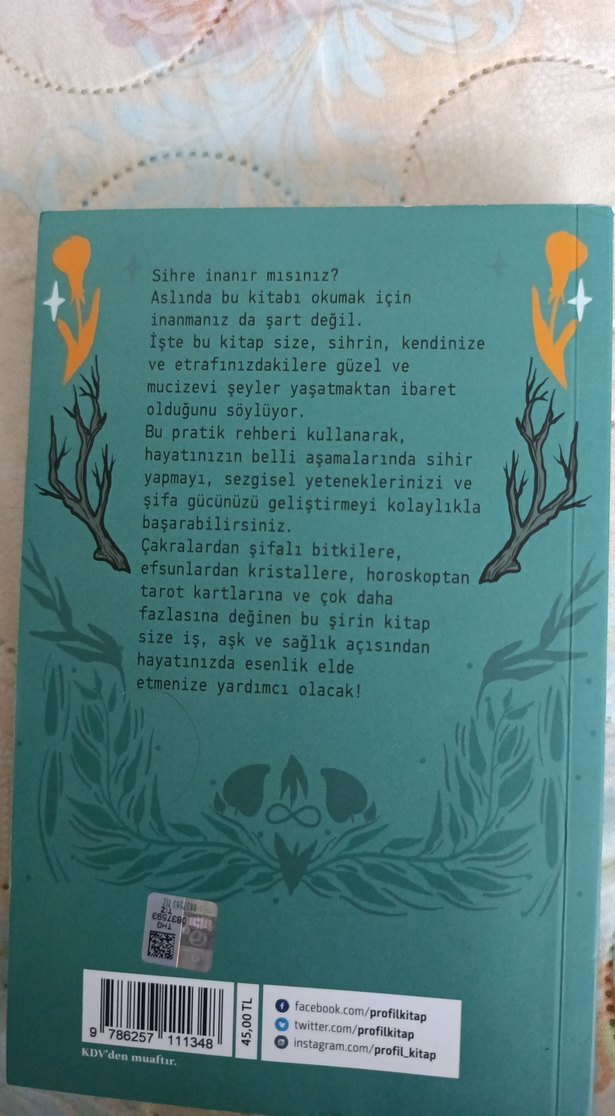 Sihre inanır mısınız?
Aslında bu kitabı okumak için
inanmanız da şart değil.
İşte bu kitap size, sihrin, kendinize
ve etrafınızdakilere güzel ve
mucizevi şeyler yaşatmaktan ibaret
olduğunu söylüyor.
Bu pratik rehberi kullanarak,
hayatınızın belli aşamalarında sihir
yapmayı, sezgisel yeteneklerinizi ve
şifa gücünüzü geliştirmeyi kolaylıkla
başarabilirsiniz.
Çakralardan şifalı bitkilere,
efsunlardan kristallere, horoskoptan
tarot kartlarına ve çok daha
fazlasına değinen bu şirin kitap
size iş, aşk ve sağlık açısından
hayatınızda esenlik elde
etmenize yardımcı olacak!
THG
TIZ
0837593
9 786257 111348
45,00 TL
KDV'den muaftır.
facebook.com/profilkitap
twitter.com/profilkitap
instagram.com/profil_kitap